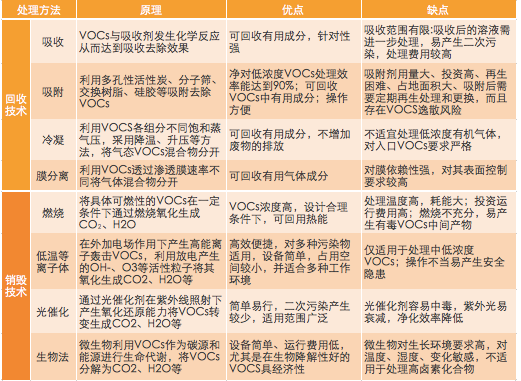 处理方法 原理 优点 缺点
回收
技术
吸收
VOCs与吸收剂发生化学反应
从而达到吸收去除效果
可回收有用成分，针对性
强
吸收范围有限:吸收后的溶液需
进一步处理，易产生二次污
染，处理费用较高
吸附
利用多孔性活性炭、分子筛、
交换树脂、硅胶等吸附去除
VOCs
净对低浓度VOCs处理效
率能达到90%；可回收
VOCs中有用成分；操作
方便
吸附剂用量大、投资高、再生
困难、占地面积大、吸附后需
要定期再生处理和更换，而且
存在VOCS逸散风险
冷凝
利用VOCS各组分不同饱和蒸
气压，采用降温、升压等方
法，将气态VOCs混合物分开
可回收有用成分，不增加
废物的排放
不适宜处理低浓度有机气体，
对入口VOCs要求严格
膜分离
利用VOCs透过渗透膜速率不
同将气体混合物分开
可回收有用气体成分
对膜依赖性强，对其表面控制
要求较高
销毁
技术
燃烧
将具体可燃性的VOCs在一定
条件下通过燃烧氧化生成
CO₂、H2O
VOCs浓度高，设计合理
条件下，可回用热能
处理温度高，耗能大；投资运
行费用高；燃烧不充分，易产
生有毒VOCs中间产物
低温等
离子体
在外加电场作用下产生高能离
子轰击VOCs，利用放电产生
的OH-、O3等活性粒子将其
氧化成CO2、H2O等
高效便捷，对多种污染物
适用，设备简单，占用空
间较小，并适合多种工作
环境
仅适用于处理中低浓度
VOCs；操作不当易产生安全
隐患
光催化
通过光催化剂在紫外线照射下
产生氧化还原能力将VOCs转
变生成CO2、H2O等
简单易行，二次污染产生
较少，适用范围广泛
光催化剂容易中毒，紫外光易
衰减，净化效率降低
生物法
微生物利用VOCs作为碳源和
能源进行生命代谢，将VOCs
分解为CO2、H2O等
设备简单、运行费用低，
尤其是在生物降解性好的
VOCS具经济性
微生物对生长环境要求高，对
温度、湿度、变化敏感，不适
用于处理高卤素化合物